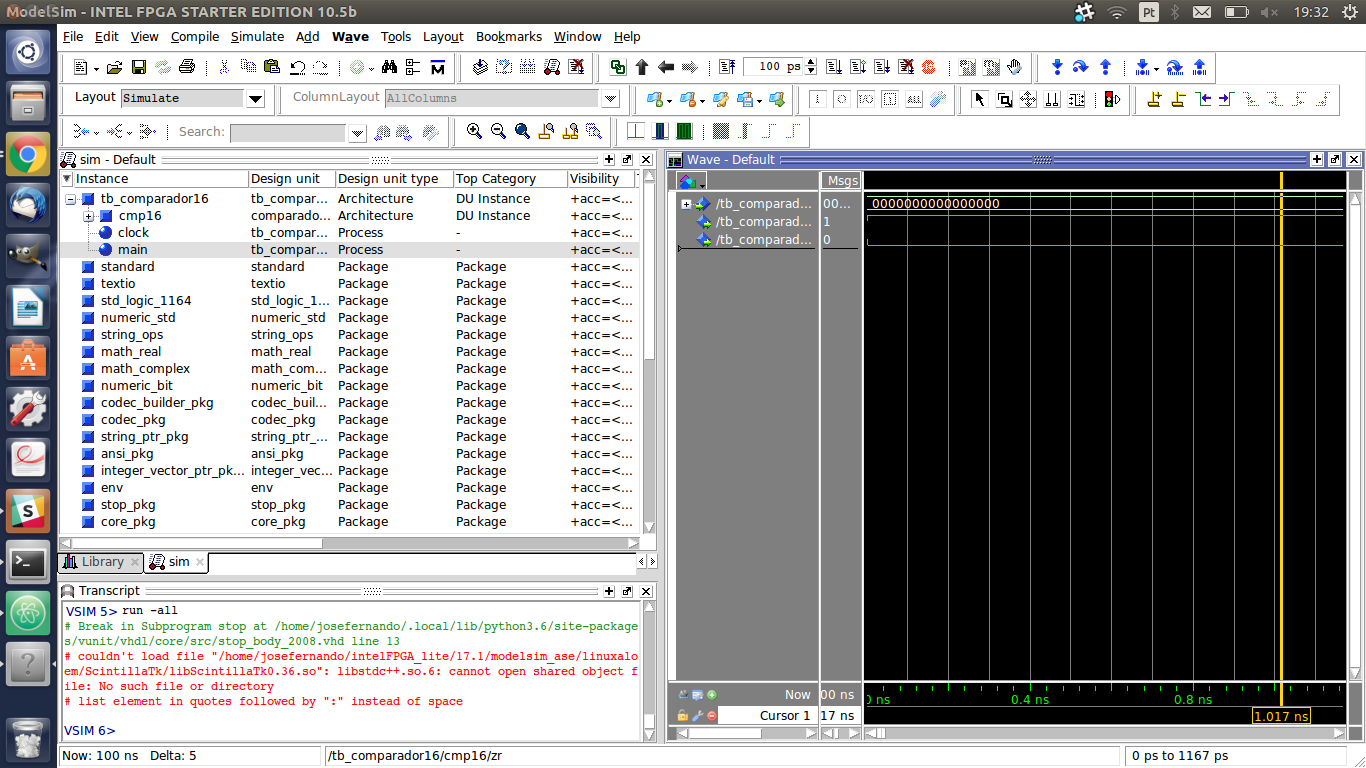 ModelSim - INTEL FPGA STARTER EDITION 10.5b
Pt
19:32
File Edit View Compile Simulate Add Wave Tools Layout Bookmarks Window Help
100 ps
Layout Simulate
ColumnLayout AllColumns
Search:
sim - Default
Instance Design unit Design unit type Top Category Visibility
tb_comparador16 tb_compar... Architecture DU Instance +acc=<...
cmp16 comparado... Architecture DU Instance +acc=<...
clock tb_compar... Process - +acc=<...
main tb_compar... Process - +acc=<...
standard standard Package Package +acc=<...
textio textio Package Package +acc=<...
std_logic_1164 std_logic_1... Package Package +acc=<...
numeric_std numeric_std Package Package +acc=<...
string_ops string_ops Package Package +acc=<...
math_real math_real Package Package +acc=<...
math_complex math_com... Package Package +acc=<...
numeric_bit numeric_bit Package Package +acc=<...
codec_builder_pkg codec_buil... Package Package +acc=<...
codec_pkg codec_pkg Package Package +acc=<...
string_ptr_pkg string_ptr_... Package Package +acc=<...
ansi_pkg ansi_pkg Package Package +acc=<...
integer_vector_ptr_pk... integer_vec... Package Package +acc=<...
env env Package Package +acc=<...
stop_pkg stop_pkg Package Package +acc=<...
core_pkg core_pkg Package Package +acc=<...
Library sim
Transcript
VSIM 5> run -all
# Break in Subprogram stop at /home/josefernando/.local/lib/python3.6/site-package
s/vunit/vhdl/core/src/stop_body_2008.vhd line 13
# couldn't load file "/home/josefernando/intelFPGA_lite/17.1/modelsim_ase/linuxalo
em/ScintillaTk/libScintillaTk0.36.so": libstdc++.so.6: cannot open shared object f
ile: No such file or directory
# list element in quotes followed by ":" instead of space
VSIM 6>
Wave - Default
Msgs
/tb_comparad... 00... 0000000000000000
/tb_comparad... 1
/tb_comparad... 0
Now 00 ns 0 ns 0.4 ns 0.8 ns
Cursor 1 17 ns 1.017 ns
Now: 100 ns Delta: 5
/tb_comparador16/cmp16/zr
0 ps to 1167 ps